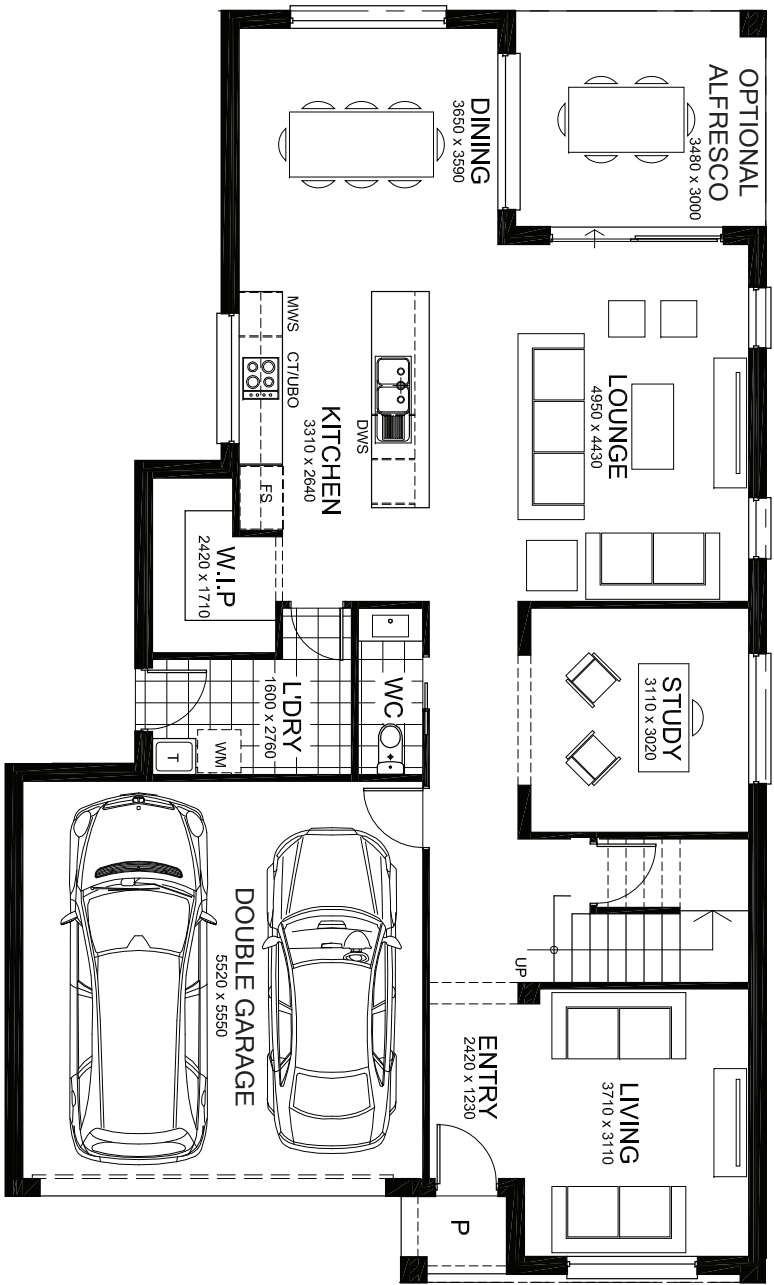 OPTIONAL
ALFRESCO
3480 x 3000
DINING
3650 x 3590
MWS
CT/UBO
KITCHEN
3310 x 2640
DWS
FS
LOUNGE
4950 x 4430
W.I.P
2420 x 1710
L'DRY
1600 x 2760
WC
WM
T
STUDY
3110 x 3020
UP
DOUBLE GARAGE
5520 x 5550
ENTRY
2420 x 1230
LIVING
3710 x 3110
P